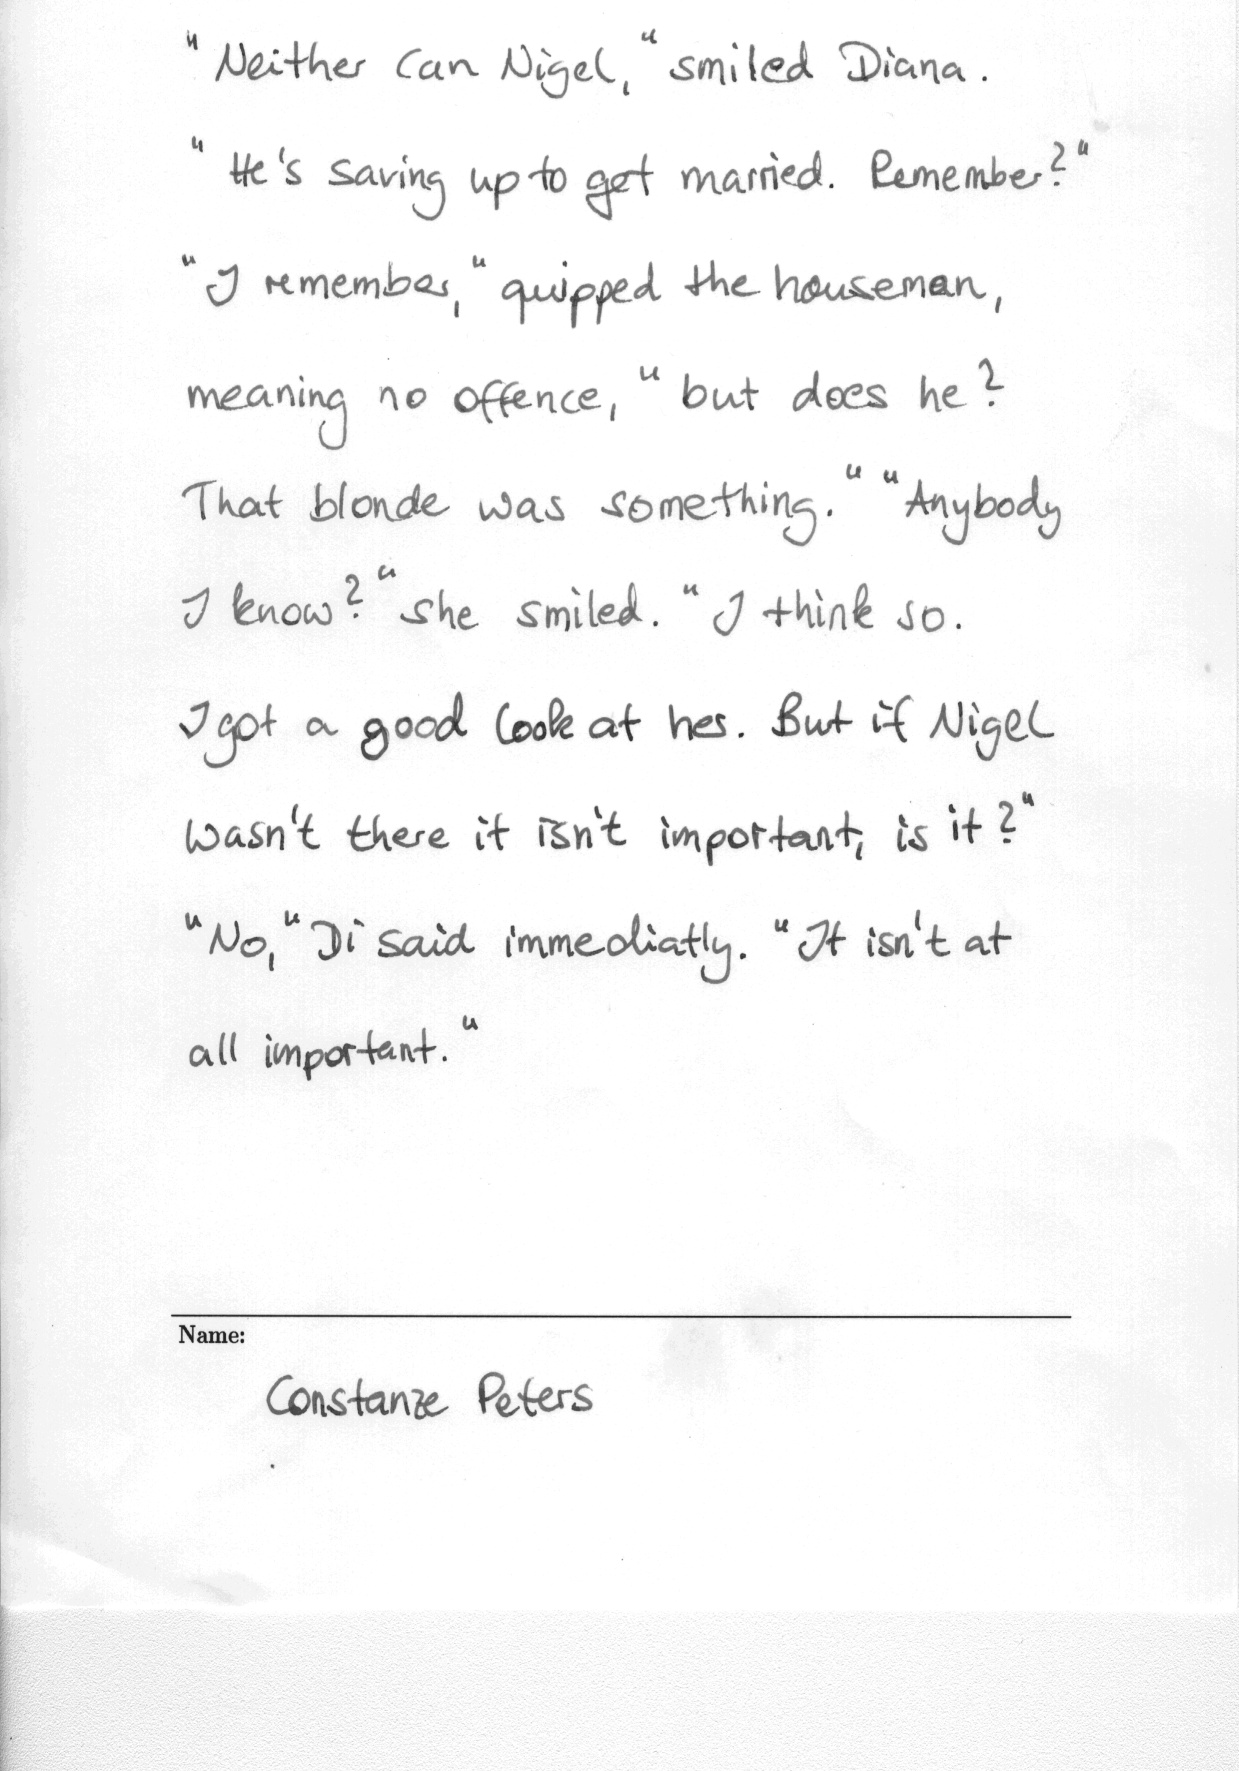 "Neither can Nigel," smiled Diana.
"He's saving up to get married. Remember?"
"I remember," quipped the houseman,
meaning no offence, "but does he?
That blonde was something." "Anybody
I know?" she smiled. "I think so.
I got a good look at her. But if Nigel
wasn't there it isn't important, is it?"
"No," Di said immediatly. "It isn't at
all important."
Name:
Constanze Peters